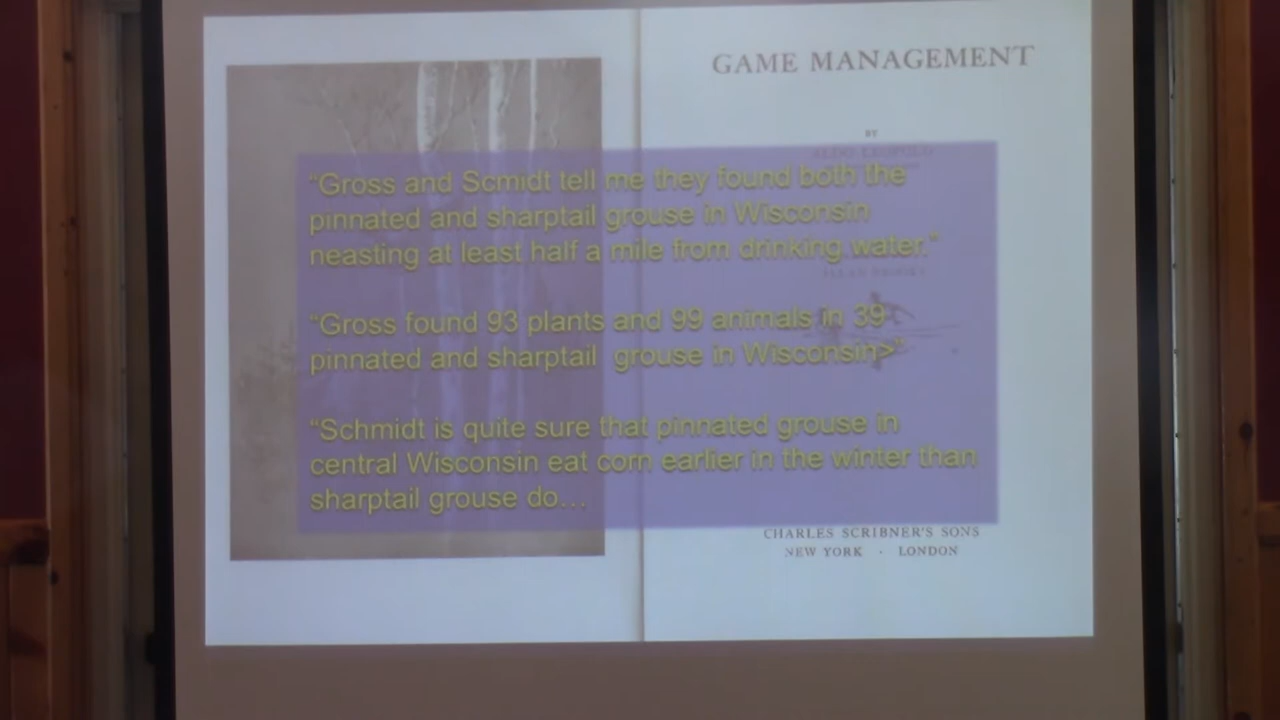 GAME MANAGEMENT
BY
ALDO LEOPOLD
"Gross and Scmidt tell me they found both the
pinnated and sharptail grouse in Wisconsin
neasting at least half a mile from drinking water."
"Gross found 93 plants and 99 animals in 39
pinnated and sharptail grouse in Wisconsin>"
"Schmidt is quite sure that pinnated grouse in
central Wisconsin eat corn earlier in the winter than
sharptail grouse do…
CHARLES SCRIBNER'S SONS
NEW YORK · LONDON